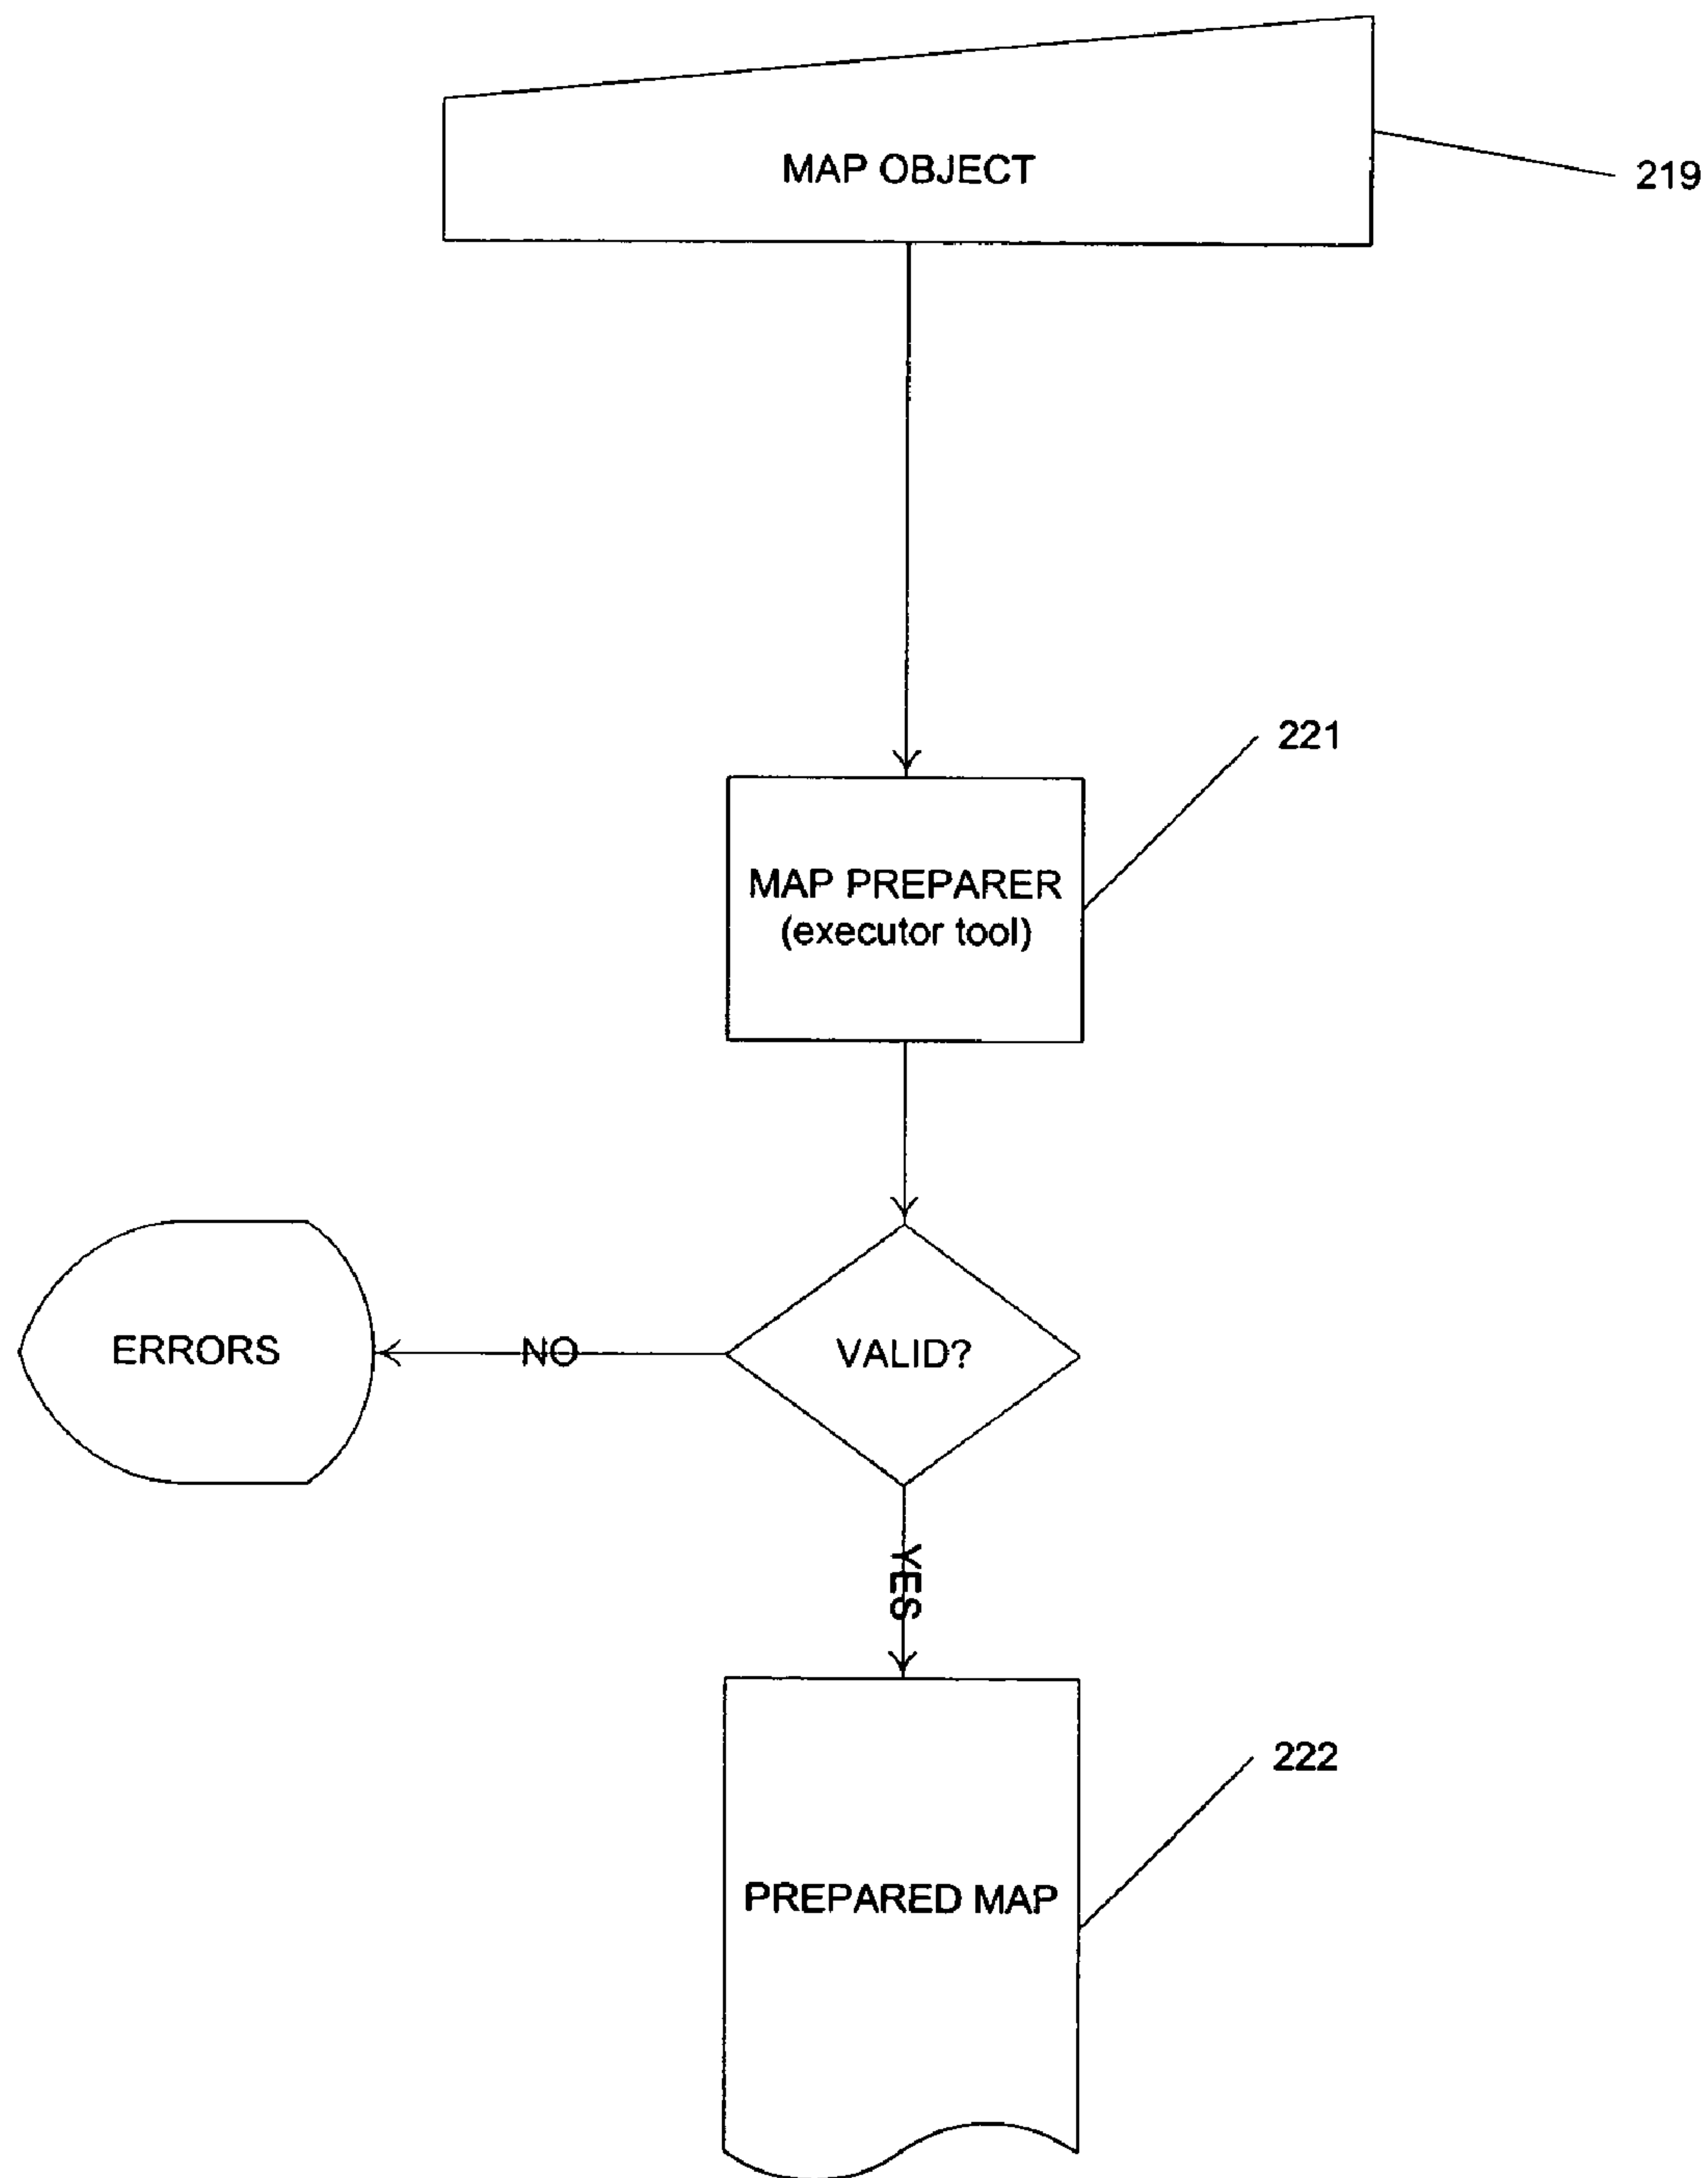 MAP OBJECT
219
221
MAP PREPARER
(executor tool)
ERRORS
NO
VALID?
YES
222
PREPARED MAP